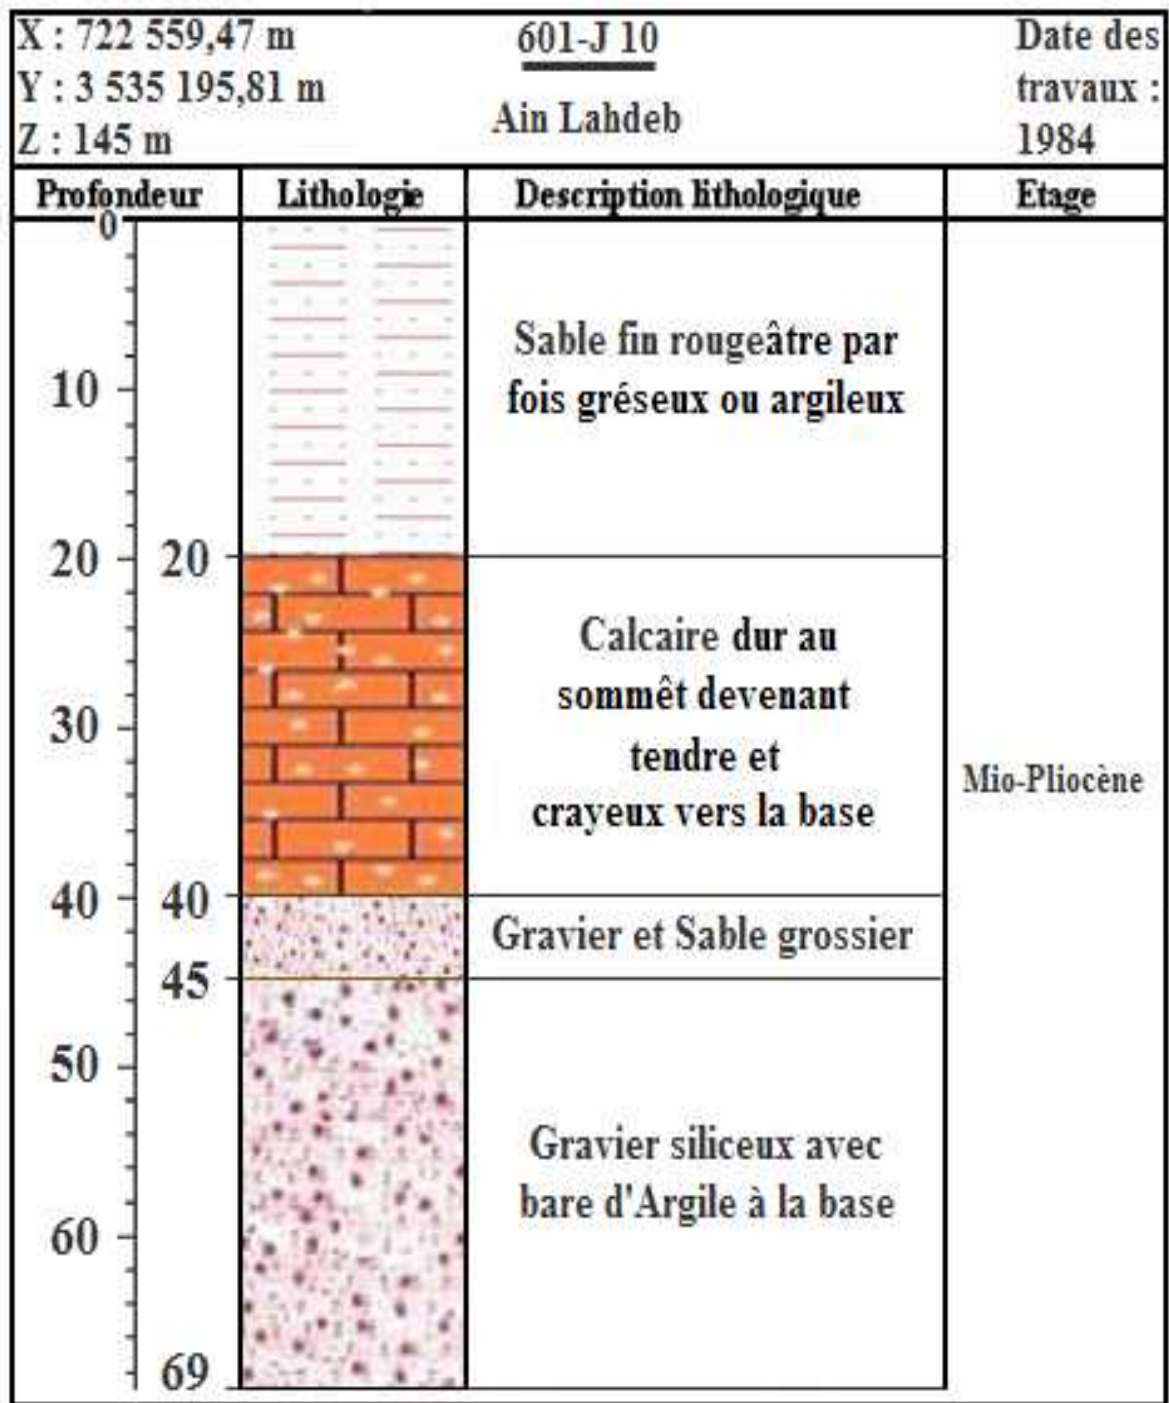 X : 722 559,47 m
Y : 3 535 195,81 m
Z : 145 m
601-J 10
Ain Lahdeb
Date des
travaux :
1984
Profondeur
Lithologie
Description lithologique
Etage
0
10
20
30
40
50
60
20
40
45
69
Sable fin rougeâtre par
fois gréseux ou argileux
Calcaire dur au
sommêt devenant
tendre et
crayeux vers la base
Gravier et Sable grossier
Gravier siliceux avec
bare d'Argile à la base
Mio-Pliocène